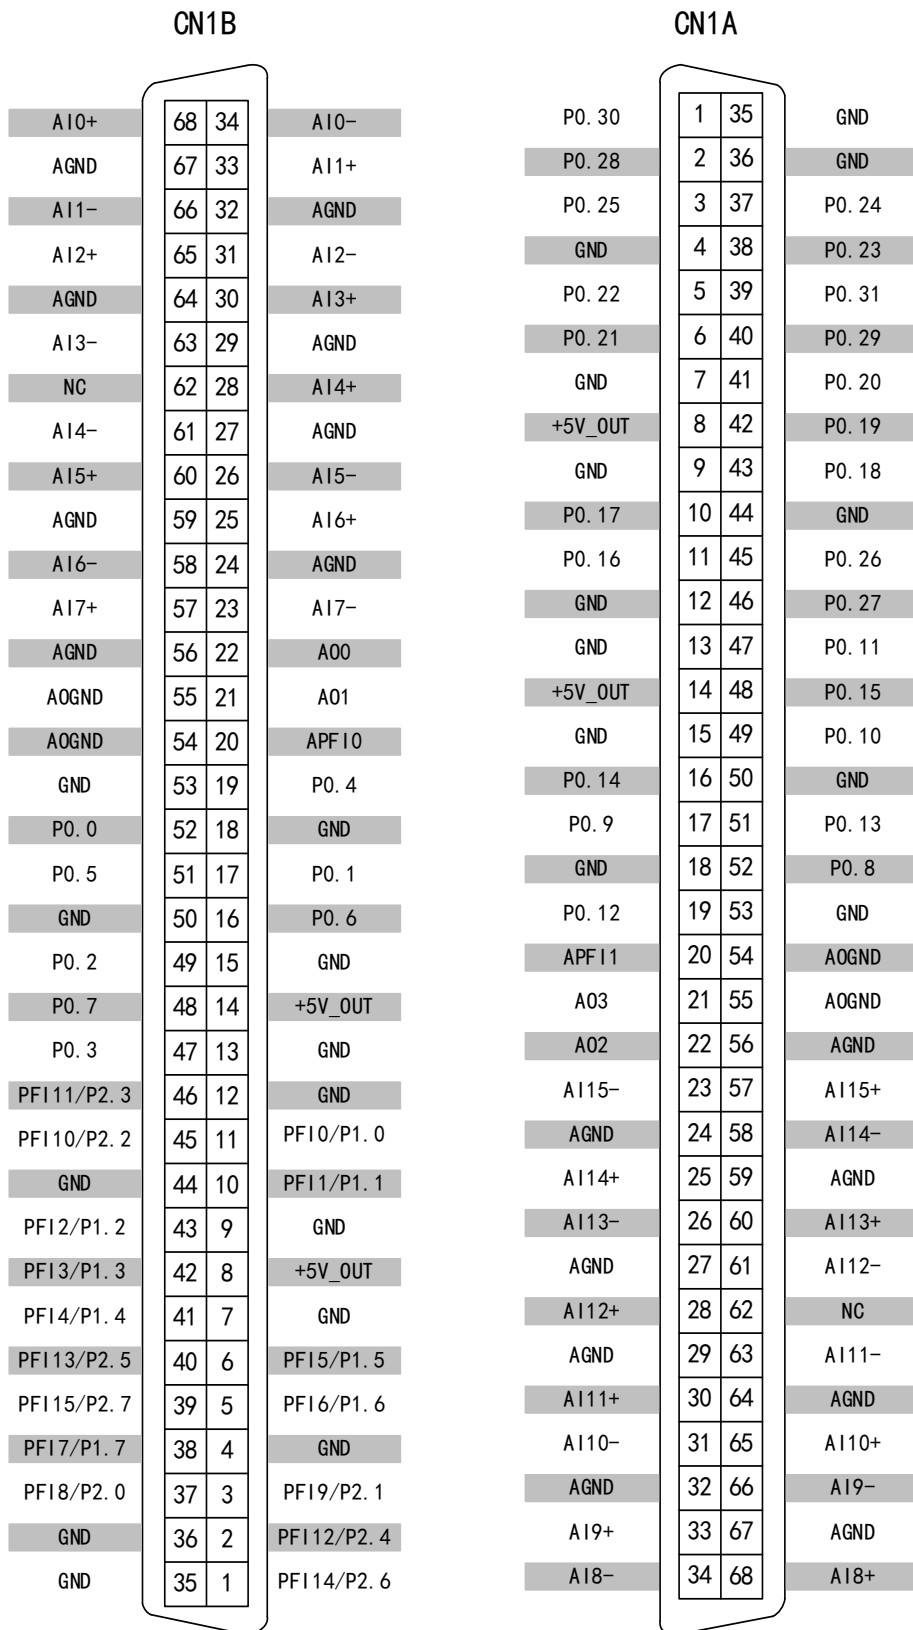 CN1B CN1A
AI0+ 68 34 AI0- P0.30 1 35 GND
AGND 67 33 AI1+ P0.28 2 36 GND
AI1- 66 32 AGND P0.25 3 37 P0.24
AI2+ 65 31 AI2- GND 4 38 P0.23
AGND 64 30 AI3+ P0.22 5 39 P0.31
AI3- 63 29 AGND P0.21 6 40 P0.29
NC 62 28 AI4+ GND 7 41 P0.20
AI4- 61 27 AGND +5V_OUT 8 42 P0.19
AI5+ 60 26 AI5- GND 9 43 P0.18
AGND 59 25 AI6+ P0.17 10 44 GND
AI6- 58 24 AGND P0.16 11 45 P0.26
AI7+ 57 23 AI7- GND 12 46 P0.27
AGND 56 22 AO0 GND 13 47 P0.11
AOGND 55 21 AO1 +5V_OUT 14 48 P0.15
AOGND 54 20 APFI0 GND 15 49 P0.10
GND 53 19 P0.4 P0.14 16 50 GND
P0.0 52 18 GND P0.9 17 51 P0.13
P0.5 51 17 P0.1 GND 18 52 P0.8
GND 50 16 P0.6 P0.12 19 53 GND
P0.2 49 15 GND APFI1 20 54 AOGND
P0.7 48 14 +5V_OUT AO3 21 55 AOGND
P0.3 47 13 GND AO2 22 56 AGND
PFI11/P2.3 46 12 GND AI15- 23 57 AI15+
PFI10/P2.2 45 11 PFI0/P1.0 AGND 24 58 AI14-
GND 44 10 PFI1/P1.1 AI14+ 25 59 AGND
PFI2/P1.2 43 9 GND AI13- 26 60 AI13+
PFI3/P1.3 42 8 +5V_OUT AGND 27 61 AI12-
PFI4/P1.4 41 7 GND AI12+ 28 62 NC
PFI13/P2.5 40 6 PFI5/P1.5 AGND 29 63 AI11-
PFI15/P2.7 39 5 PFI6/P1.6 AI11+ 30 64 AGND
PFI7/P1.7 38 4 GND AI10- 31 65 AI10+
PFI8/P2.0 37 3 PFI9/P2.1 AGND 32 66 AI9-
GND 36 2 PFI12/P2.4 AI9+ 33 67 AGND
GND 35 1 PFI14/P2.6 AI8- 34 68 AI8+